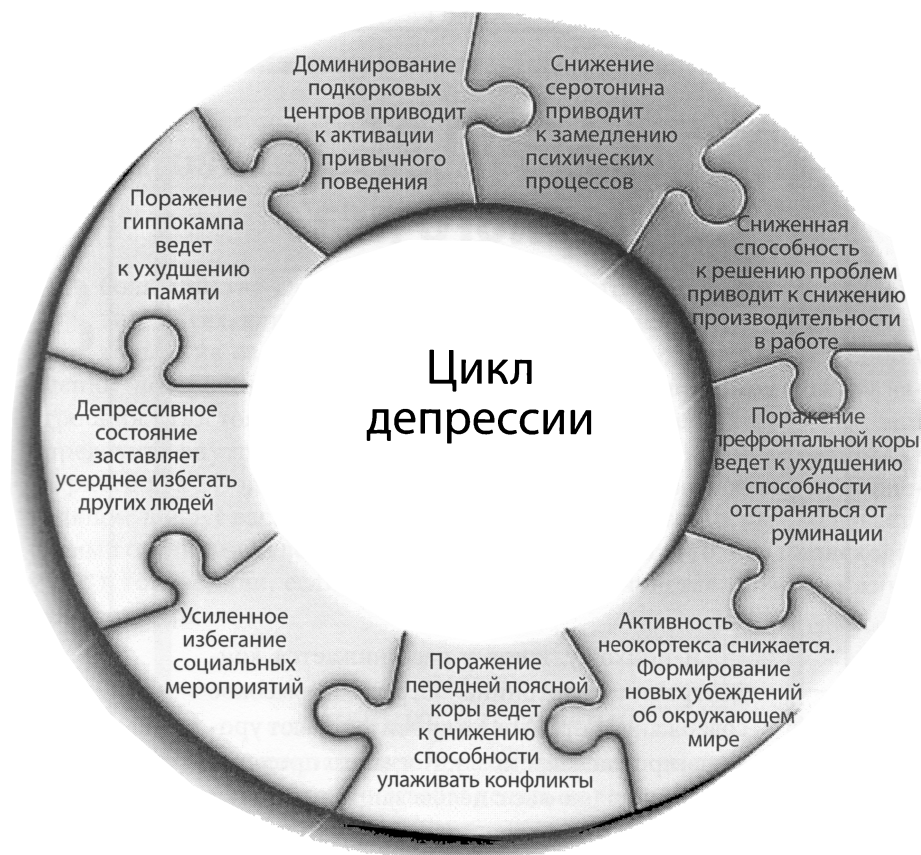 Доминирование
подкорковых
центров приводит
к активации
привычного
поведения
Снижение
серотонина
приводит
к замедлению
психических
процессов
Сниженная
способность
к решению проблем
приводит к снижению
производительности
в работе
Поражение
префронтальной коры
ведет к ухудшению
способности
отстраняться от
руминации
Активность
неокортекса снижается.
Формирование
новых убеждений
об окружающем
мире
Поражение
передней поясной
коры ведет
к снижению
способности
улаживать конфликты
Усиленное
избегание
социальных
мероприятий
Депрессивное
состояние
заставляет
усерднее избегать
других людей
Поражение
гиппокампа
ведет
к ухудшению
памяти
Цикл
депрессии